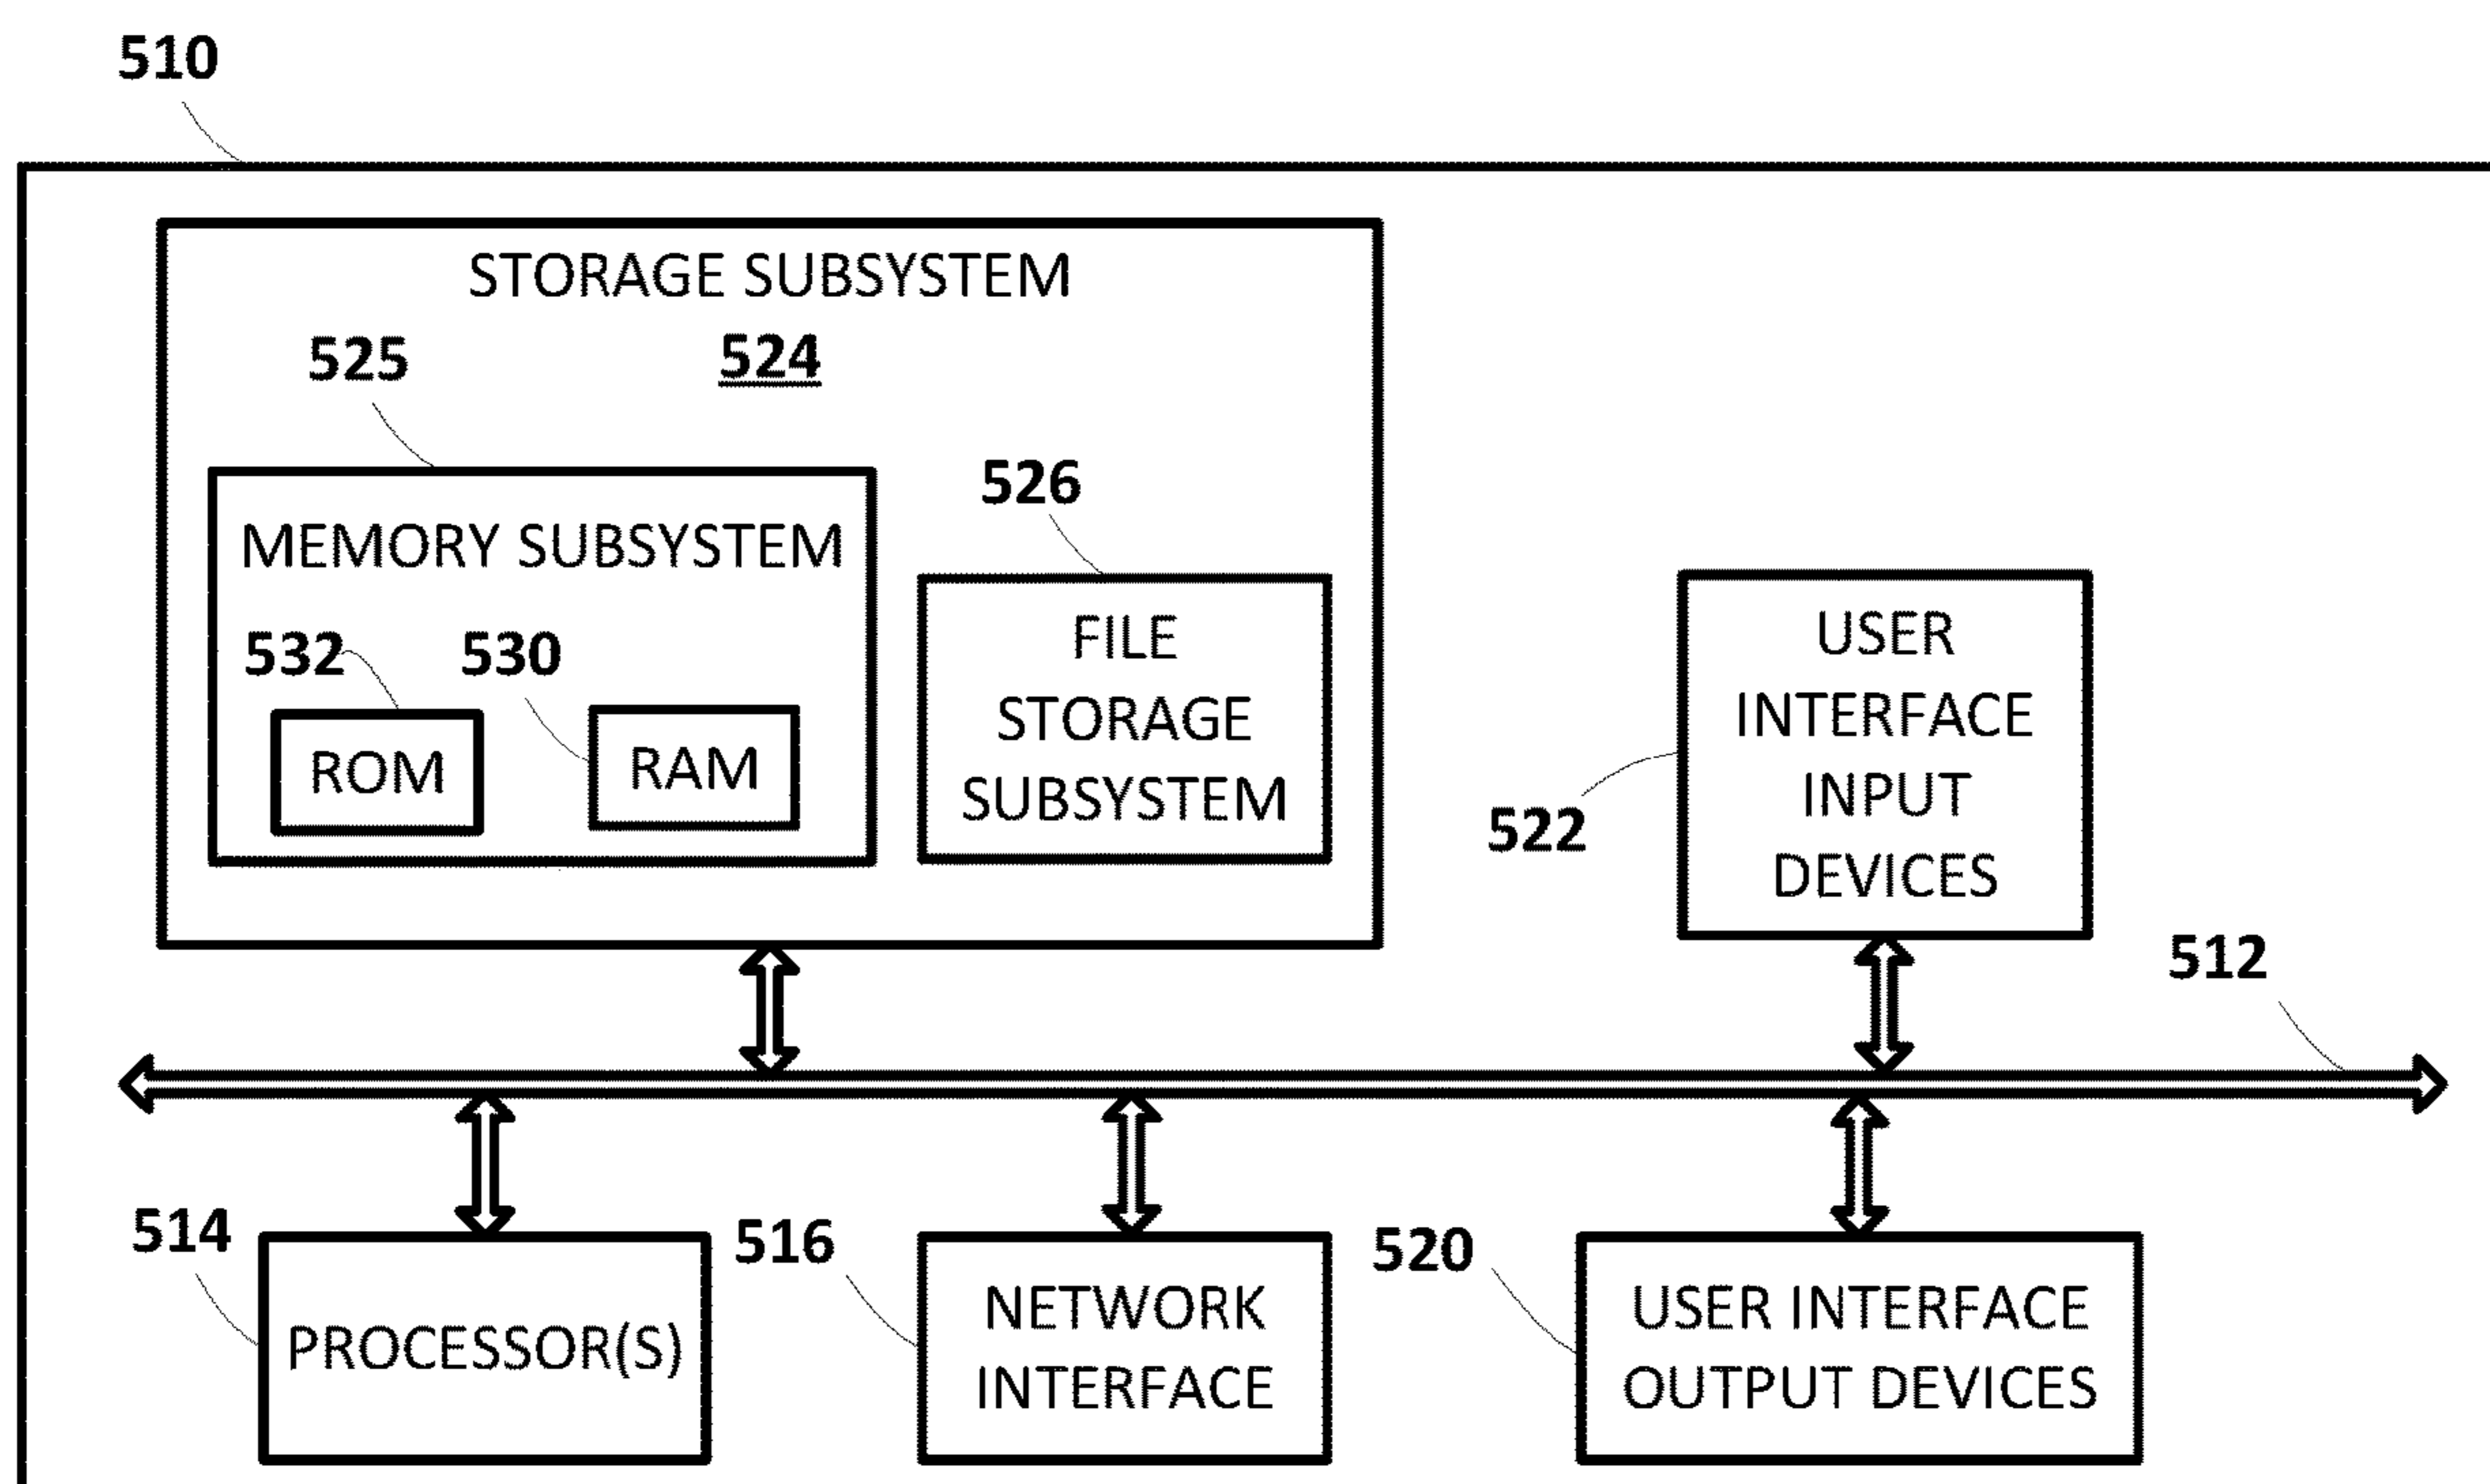 510
STORAGE SUBSYSTEM
524
525
MEMORY SUBSYSTEM
532
530
ROM
RAM
526
FILE
STORAGE
SUBSYSTEM
USER
INTERFACE
INPUT
DEVICES
522
512
514
PROCESSOR(S)
516
NETWORK
INTERFACE
520
USER INTERFACE
OUTPUT DEVICES